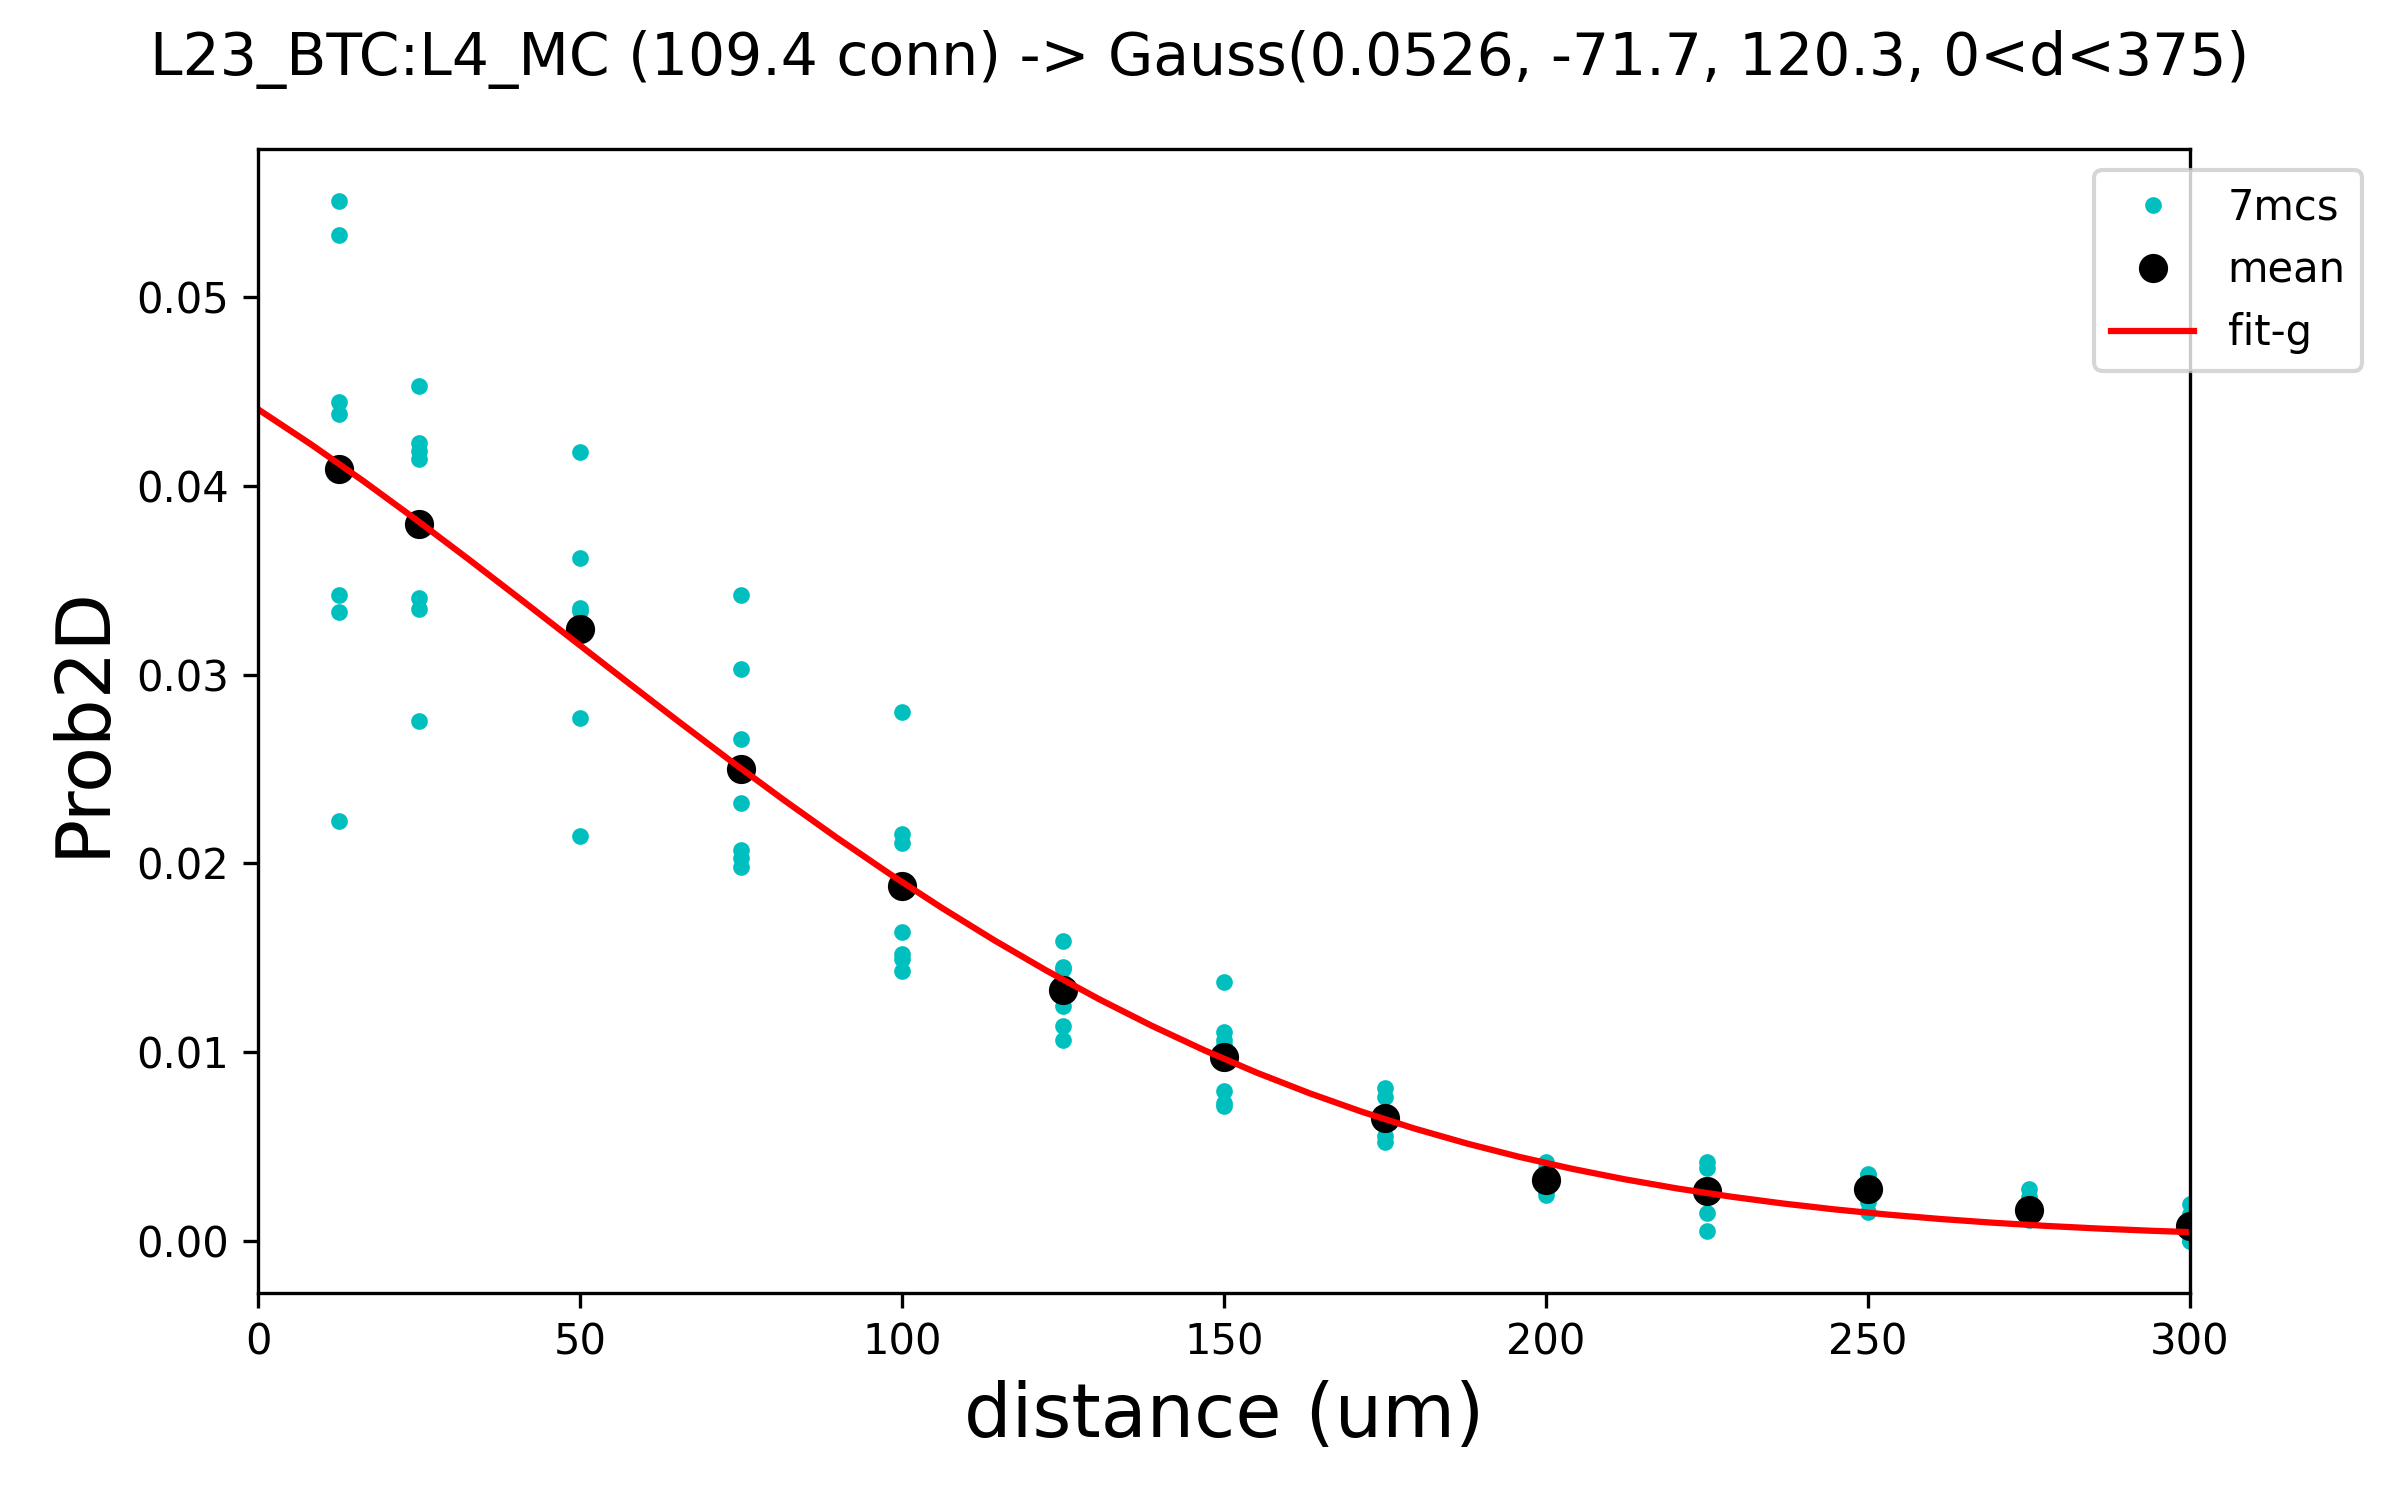 L23_BTC:L4_MC (109.4 conn) -> Gauss(0.0526, -71.7, 120.3, 0<d<375)
7mcs
mean
fit-g
Prob2D
0.05
0.04
0.03
0.02
0.01
0.00
0 50 100 150 200 250 300
distance (um)